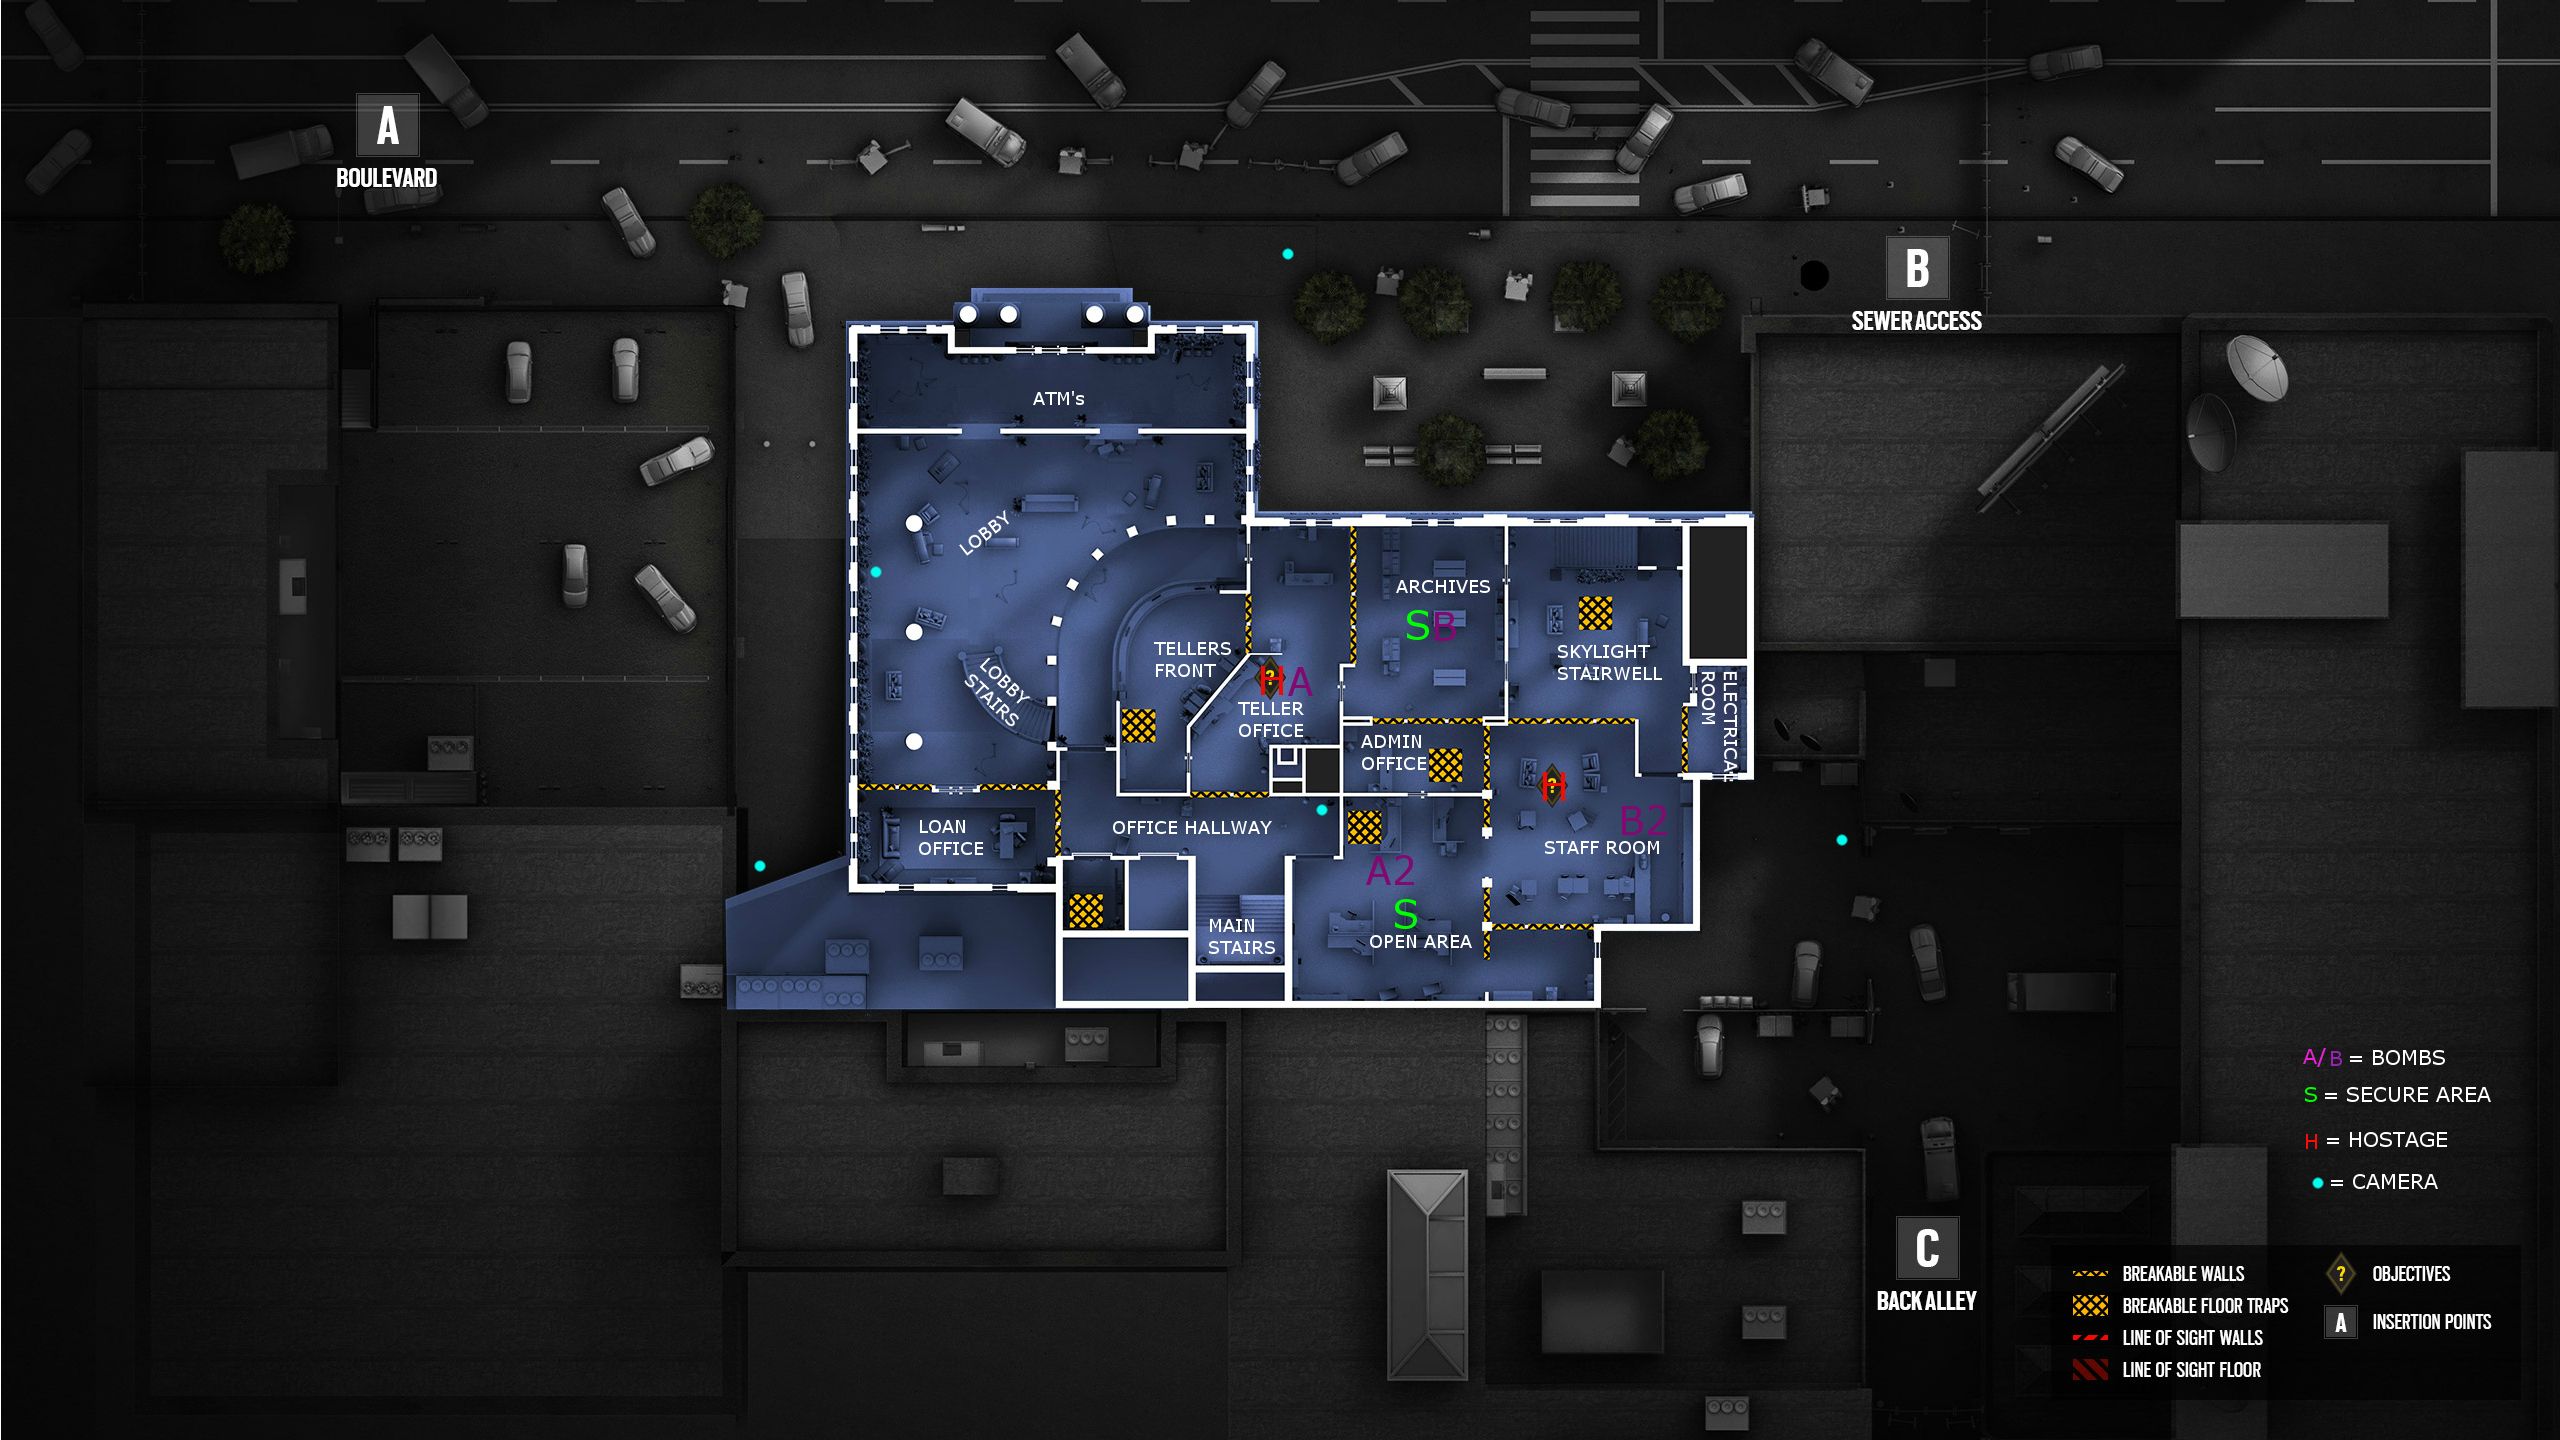 A
BOULEVARD
B
SEWER ACCESS
ATM's
LOBBY
ARCHIVES
SB
TELLERS
FRONT
SKYLIGHT
STAIRWELL
LOBBY
STAIRS
? H A
TELLER
OFFICE
ELECTRICAL
ROOM
ADMIN
OFFICE
? H
B2
STAFF ROOM
LOAN
OFFICE
OFFICE HALLWAY
A2
S
OPEN AREA
MAIN
STAIRS
A/B = BOMBS
S = SECURE AREA
H = HOSTAGE
= CAMERA
C
BACK ALLEY
BREAKABLE WALLS
BREAKABLE FLOOR TRAPS
LINE OF SIGHT WALLS
LINE OF SIGHT FLOOR
? OBJECTIVES
A INSERTION POINTS